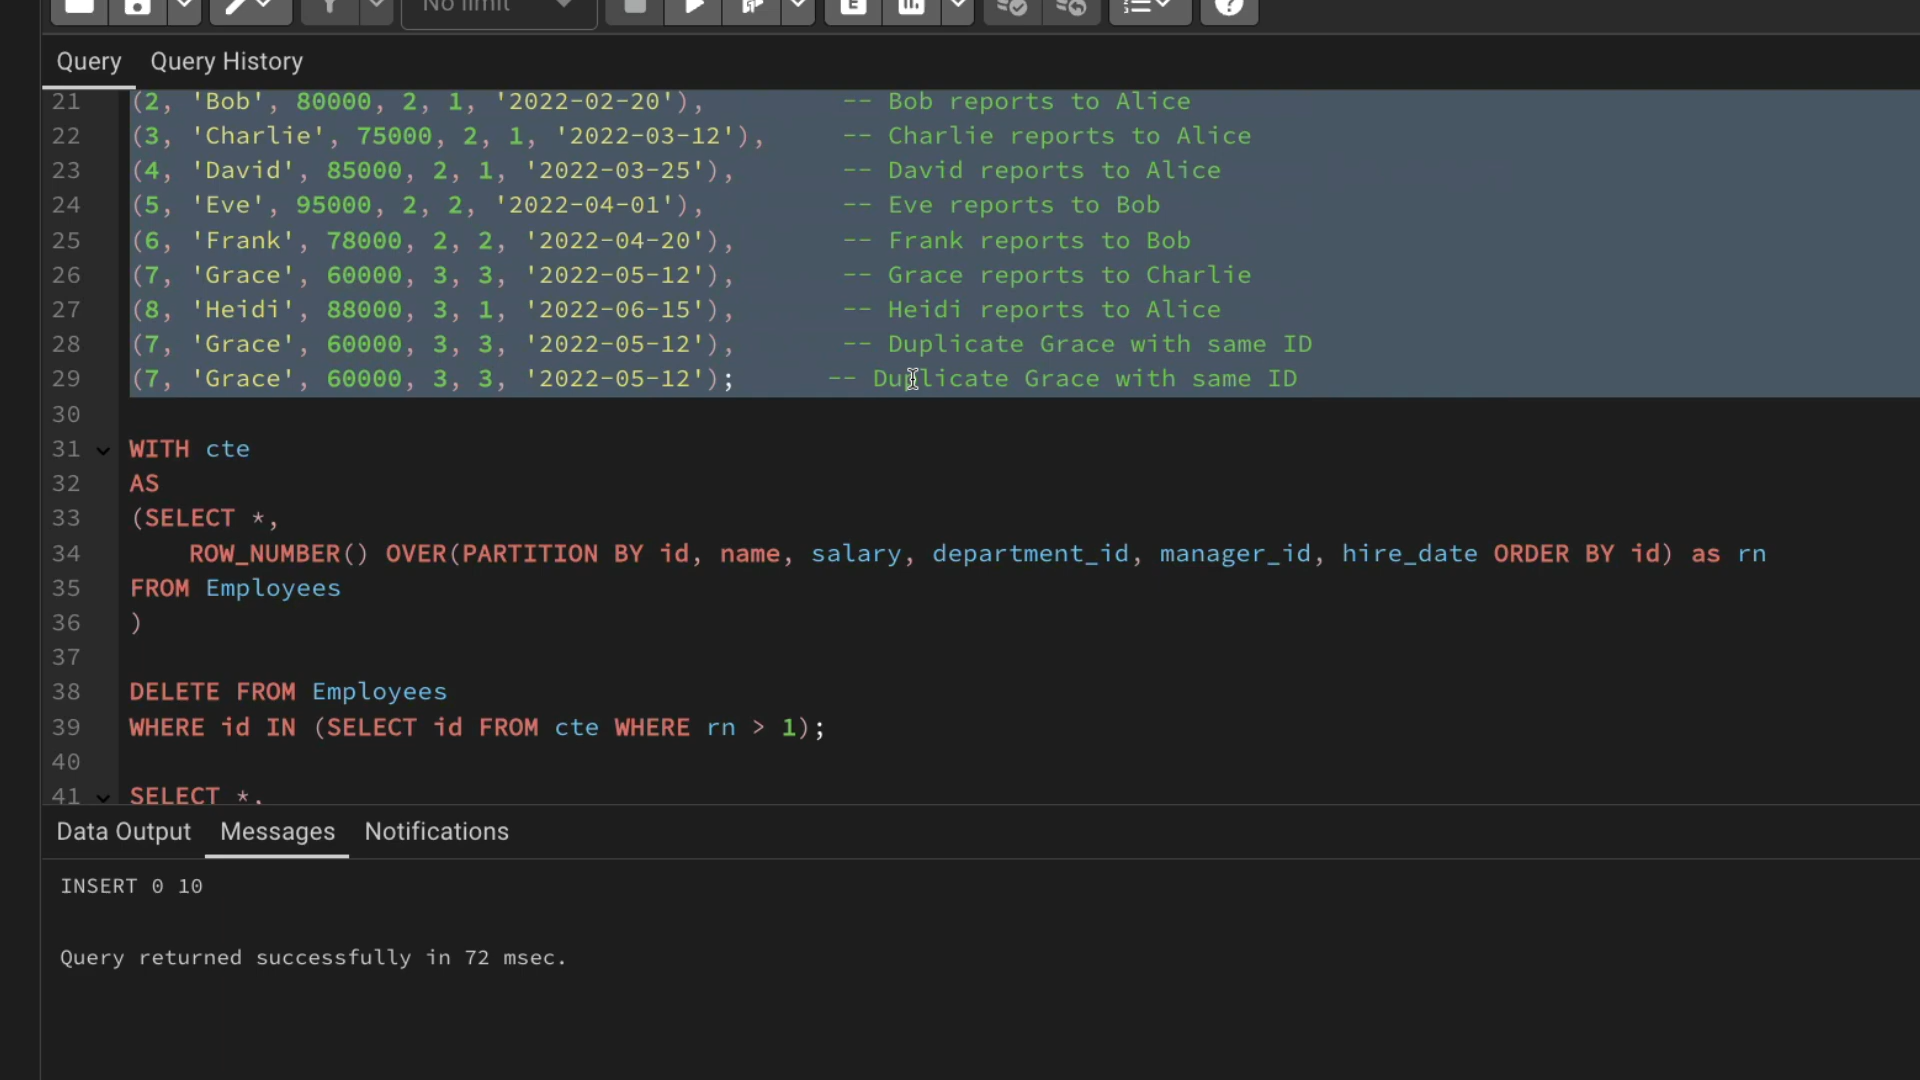 No limit
Query Query History
21 (2, 'Bob', 80000, 2, 1, '2022-02-20'), -- Bob reports to Alice
22 (3, 'Charlie', 75000, 2, 1, '2022-03-12'), -- Charlie reports to Alice
23 (4, 'David', 85000, 2, 1, '2022-03-25'), -- David reports to Alice
24 (5, 'Eve', 95000, 2, 2, '2022-04-01'), -- Eve reports to Bob
25 (6, 'Frank', 78000, 2, 2, '2022-04-20'), -- Frank reports to Bob
26 (7, 'Grace', 60000, 3, 3, '2022-05-12'), -- Grace reports to Charlie
27 (8, 'Heidi', 88000, 3, 1, '2022-06-15'), -- Heidi reports to Alice
28 (7, 'Grace', 60000, 3, 3, '2022-05-12'), -- Duplicate Grace with same ID
29 (7, 'Grace', 60000, 3, 3, '2022-05-12'); -- Duplicate Grace with same ID
30
31 WITH cte
32 AS
33 (SELECT *,
34 ROW_NUMBER() OVER(PARTITION BY id, name, salary, department_id, manager_id, hire_date ORDER BY id) as rn
35 FROM Employees
36 )
37
38 DELETE FROM Employees
39 WHERE id IN (SELECT id FROM cte WHERE rn > 1);
40
41 SELECT *,
Data Output Messages Notifications
INSERT 0 10
Query returned successfully in 72 msec.